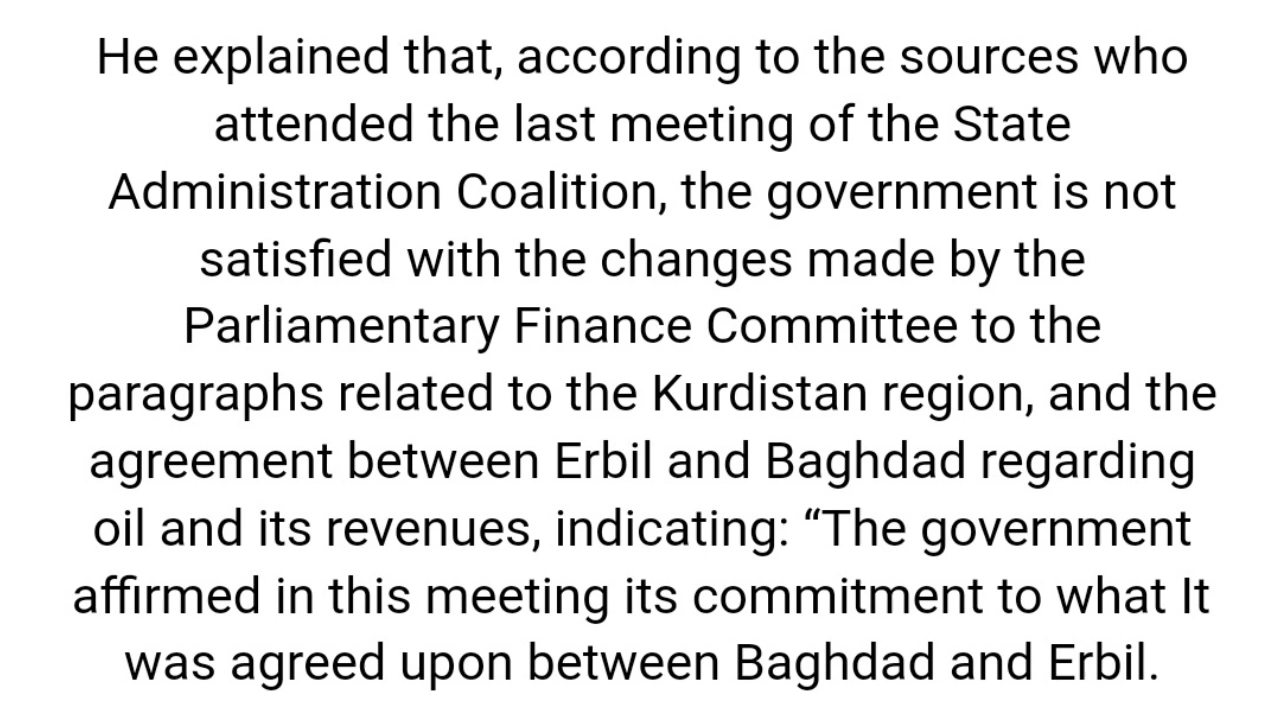 He explained that, according to the sources who
attended the last meeting of the State
Administration Coalition, the government is not
satisfied with the changes made by the
Parliamentary Finance Committee to the
paragraphs related to the Kurdistan region, and the
agreement between Erbil and Baghdad regarding
oil and its revenues, indicating: “The government
affirmed in this meeting its commitment to what It
was agreed upon between Baghdad and Erbil.